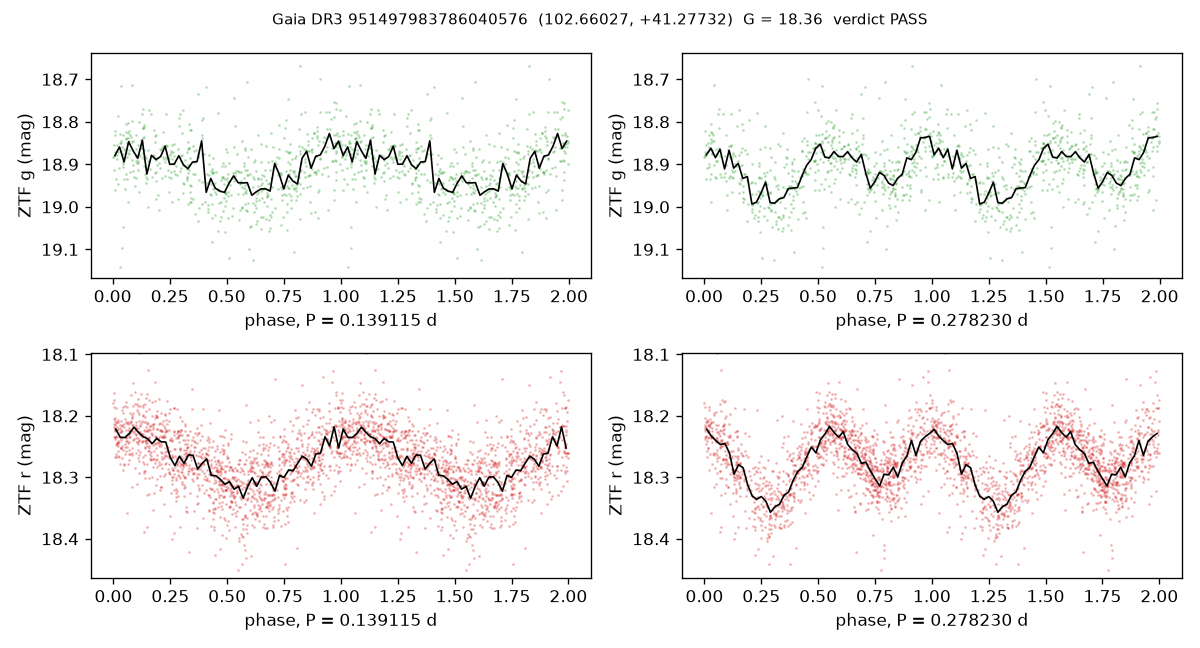 Gaia DR3 951497983786040576 (102.66027, +41.27732) G = 18.36 verdict PASS
ZTF g (mag)
18.7
18.8
18.9
19.0
19.1
0.00 0.25 0.50 0.75 1.00 1.25 1.50 1.75 2.00
phase, P = 0.139115 d
ZTF g (mag)
18.7
18.8
18.9
19.0
19.1
0.00 0.25 0.50 0.75 1.00 1.25 1.50 1.75 2.00
phase, P = 0.278230 d
ZTF r (mag)
18.1
18.2
18.3
18.4
0.00 0.25 0.50 0.75 1.00 1.25 1.50 1.75 2.00
phase, P = 0.139115 d
ZTF r (mag)
18.1
18.2
18.3
18.4
0.00 0.25 0.50 0.75 1.00 1.25 1.50 1.75 2.00
phase, P = 0.278230 d